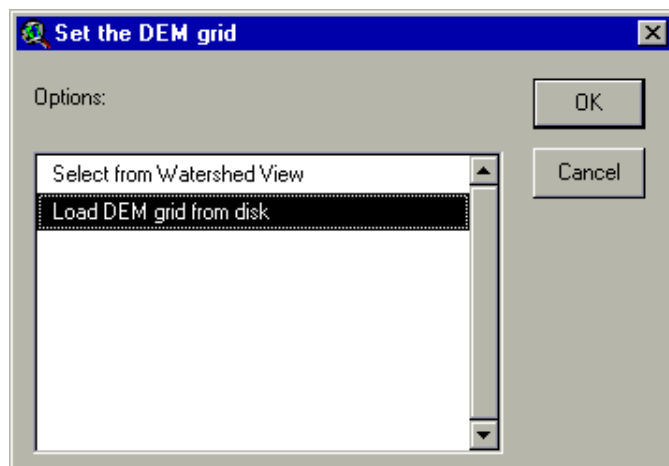 Set the DEM grid
Options:
OK
Select from Watershed View
Cancel
Load DEM grid from disk